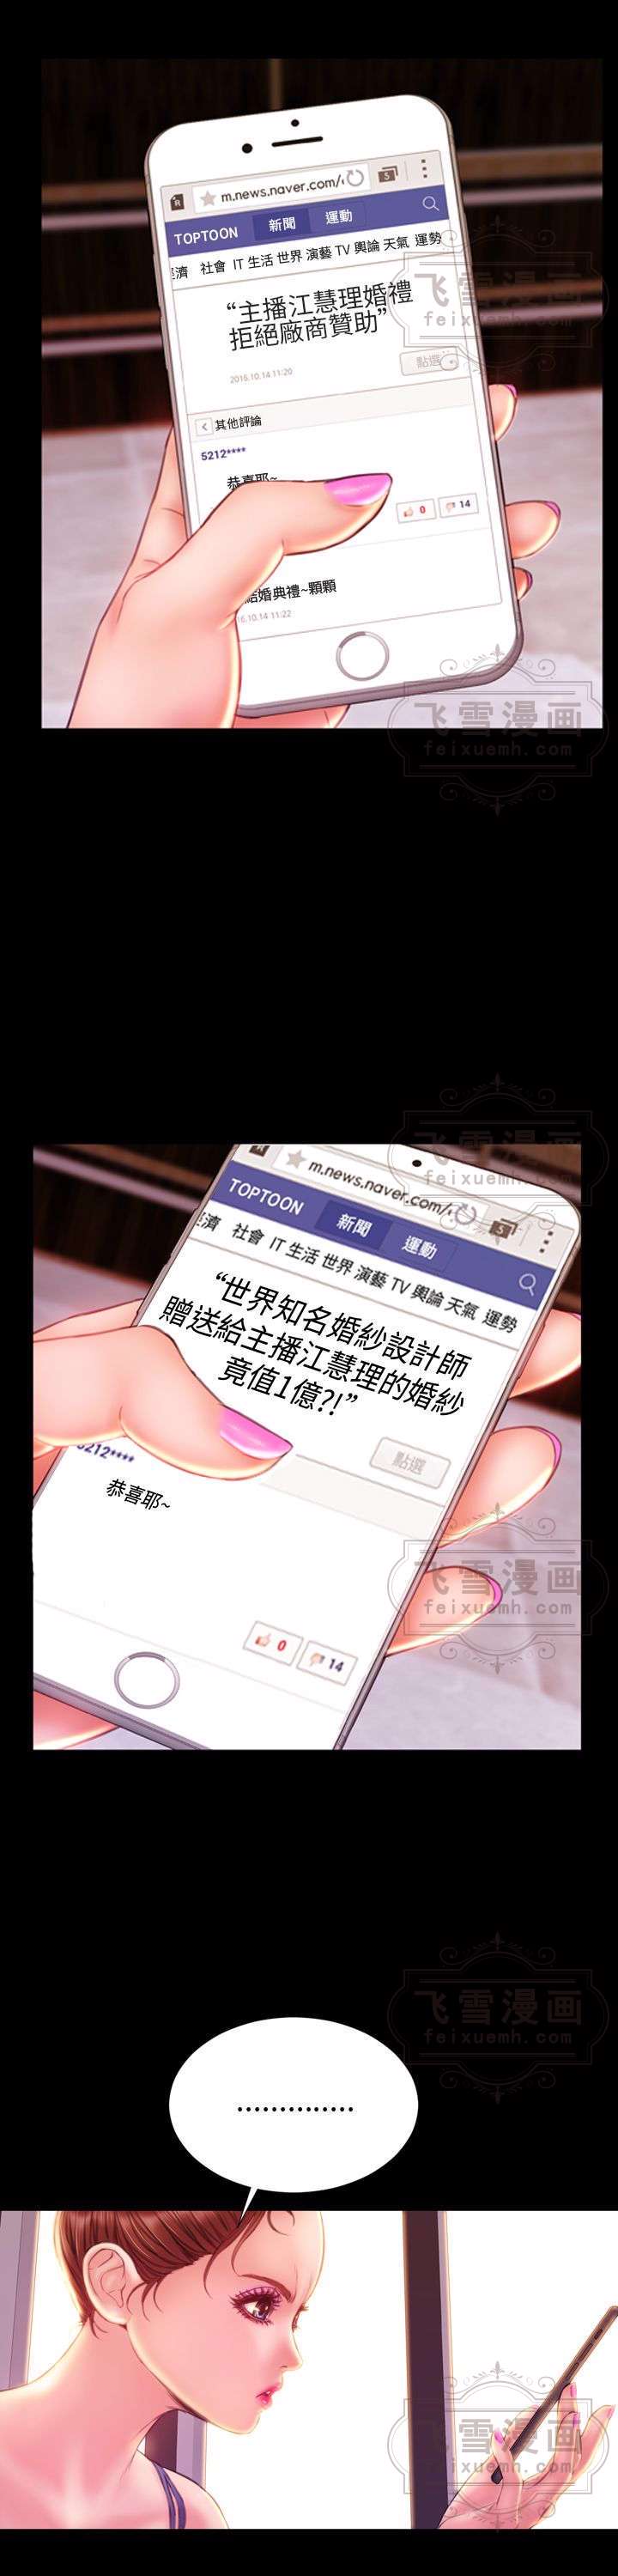 m.news.naver.com/
5
R
TOPTOON 新聞 運動
經濟 社會 IT 生活 世界 演藝 TV 輿論 天氣 運勢
“主播江慧理婚禮
拒絕廠商贊助”
2016.10.14 11:20
點選
其他評論
5212****
恭喜耶~
0 14
結婚典禮~顆顆
16.10.14 11:22
飞雪漫画
feixuemh.com
飞雪漫画
feixuemh.com
飞雪漫画
feixuemh.com
m.news.naver.com/
5
TOPTOON 新聞 運動
濟 社會 IT 生活 世界 演藝 TV 輿論 天氣 運勢
“世界知名婚紗設計師
贈送給主播江慧理的婚紗
竟值1億?!”
點選
5212****
恭喜耶~
0 14
飞雪漫画
feixuemh.com
飞雪漫画
feixuemh.com
..............
飞雪漫画
feixuemh.com